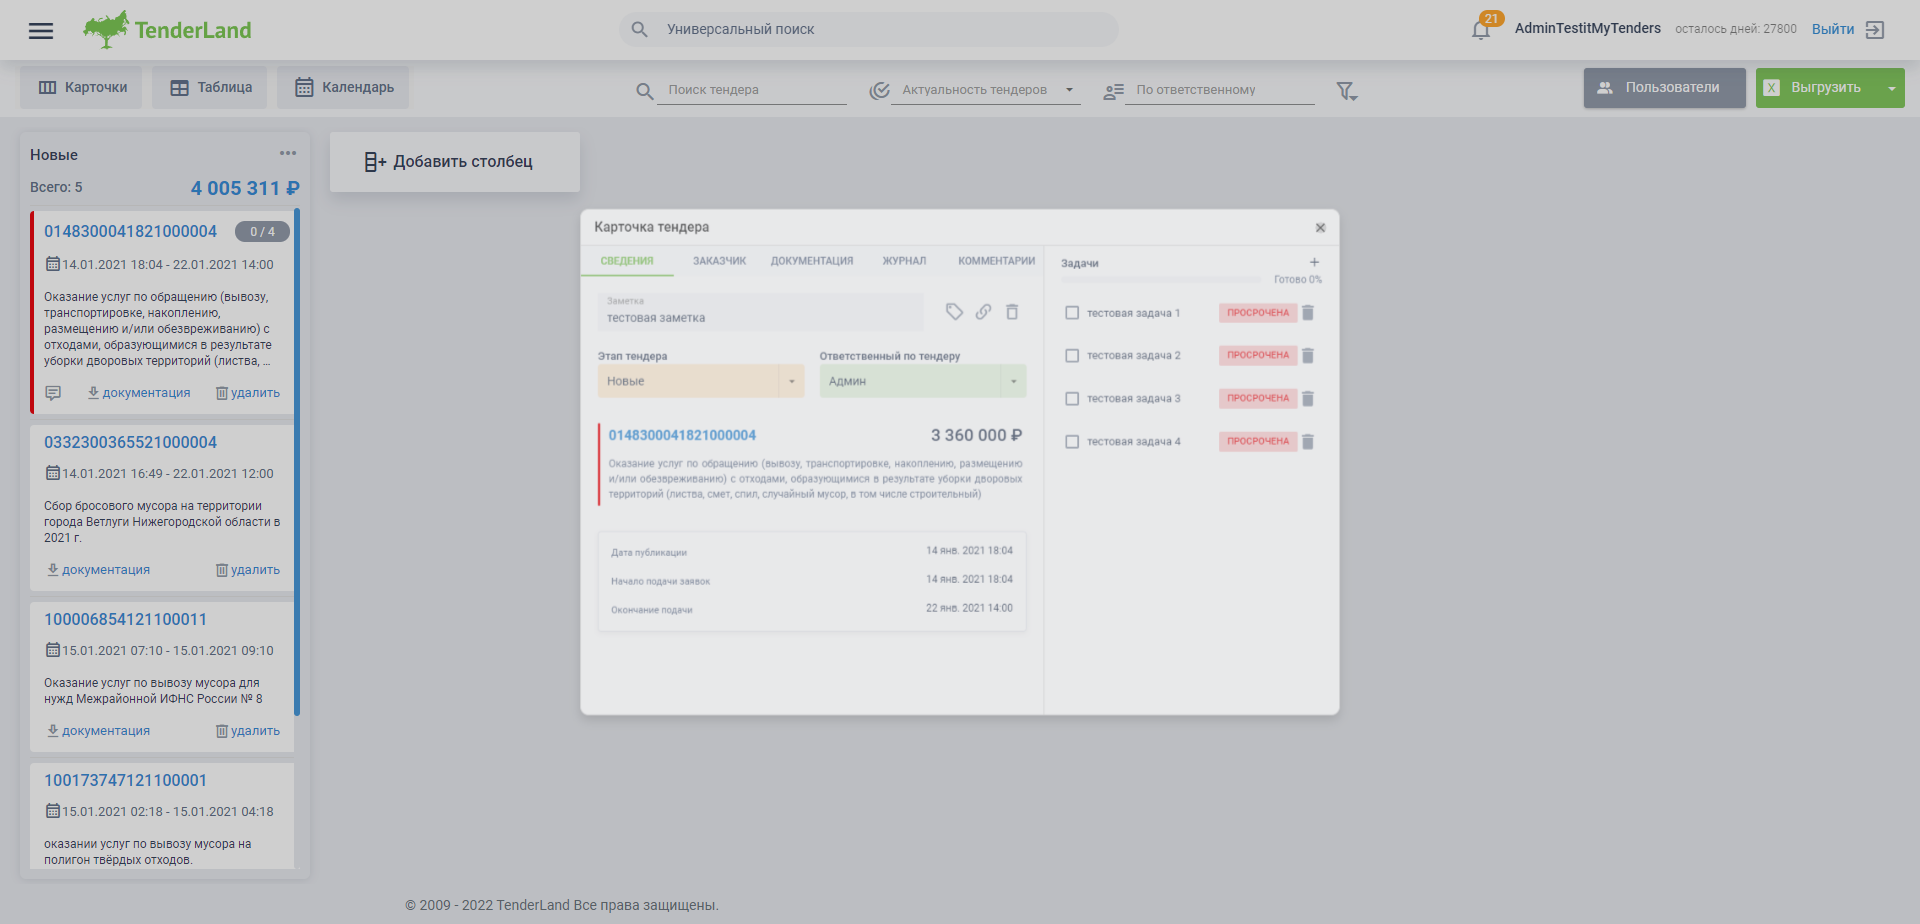 TenderLand
Универсальный поиск
21
AdminTestitMyTenders
осталось дней: 27800
Выйти
Карточки
Таблица
Календарь
Поиск тендера
Актуальность тендеров
По ответственному
Пользователи
X
Выгрузить
Новые
Всего: 5
4 005 311 ₽
0148300041821000004
0 / 4
14.01.2021 18:04 - 22.01.2021 14:00
Оказание услуг по обращению (вывозу,
транспортировке, накоплению,
размещению и/или обезвреживанию) с
отходами, образующимися в результате
уборки дворовых территорий (листва, ...
документация
удалить
0332300365521000004
14.01.2021 16:49 - 22.01.2021 12:00
Сбор бросового мусора на территории
города Ветлуги Нижегородской области в
2021 г.
документация
удалить
100006854121100011
15.01.2021 07:10 - 15.01.2021 09:10
Оказание услуг по вывозу мусора для
нужд Межрайонной ИФНС России № 8
документация
удалить
100173747121100001
15.01.2021 02:18 - 15.01.2021 04:18
оказании услуг по вывозу мусора на
полигон твёрдых отходов.
Добавить столбец
Карточка тендера
СВЕДЕНИЯ
ЗАКАЗЧИК
ДОКУМЕНТАЦИЯ
ЖУРНАЛ
КОММЕНТАРИИ
Заметка
тестовая заметка
Этап тендера
Новые
Ответственный по тендеру
Админ
0148300041821000004
3 360 000 ₽
Оказание услуг по обращению (вывозу, транспортировке, накоплению, размещению
и/или обезвреживанию) с отходами, образующимися в результате уборки дворовых
территорий (листва, смет, спил, случайный мусор, в том числе строительный)
Дата публикации
14 янв. 2021 18:04
Начало подачи заявок
14 янв. 2021 18:04
Окончание подачи
22 янв. 2021 14:00
Задачи
Готово 0%
тестовая задача 1
ПРОСРОЧЕНА
тестовая задача 2
ПРОСРОЧЕНА
тестовая задача 3
ПРОСРОЧЕНА
тестовая задача 4
ПРОСРОЧЕНА
© 2009 - 2022 TenderLand Все права защищены.